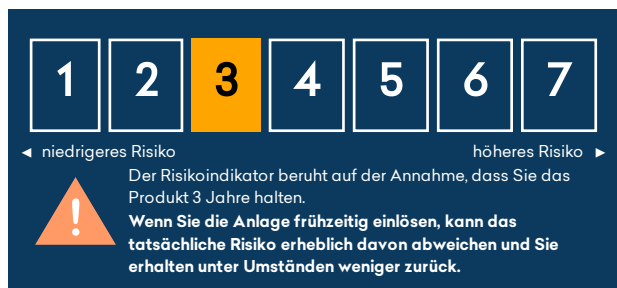 1 2 3 4 5 6 7
◄ niedrigeres Risiko höheres Risiko ►
Der Risikoindikator beruht auf der Annahme, dass Sie das
Produkt 3 Jahre halten.
Wenn Sie die Anlage frühzeitig einlösen, kann das
tatsächliche Risiko erheblich davon abweichen und Sie
erhalten unter Umständen weniger zurück.